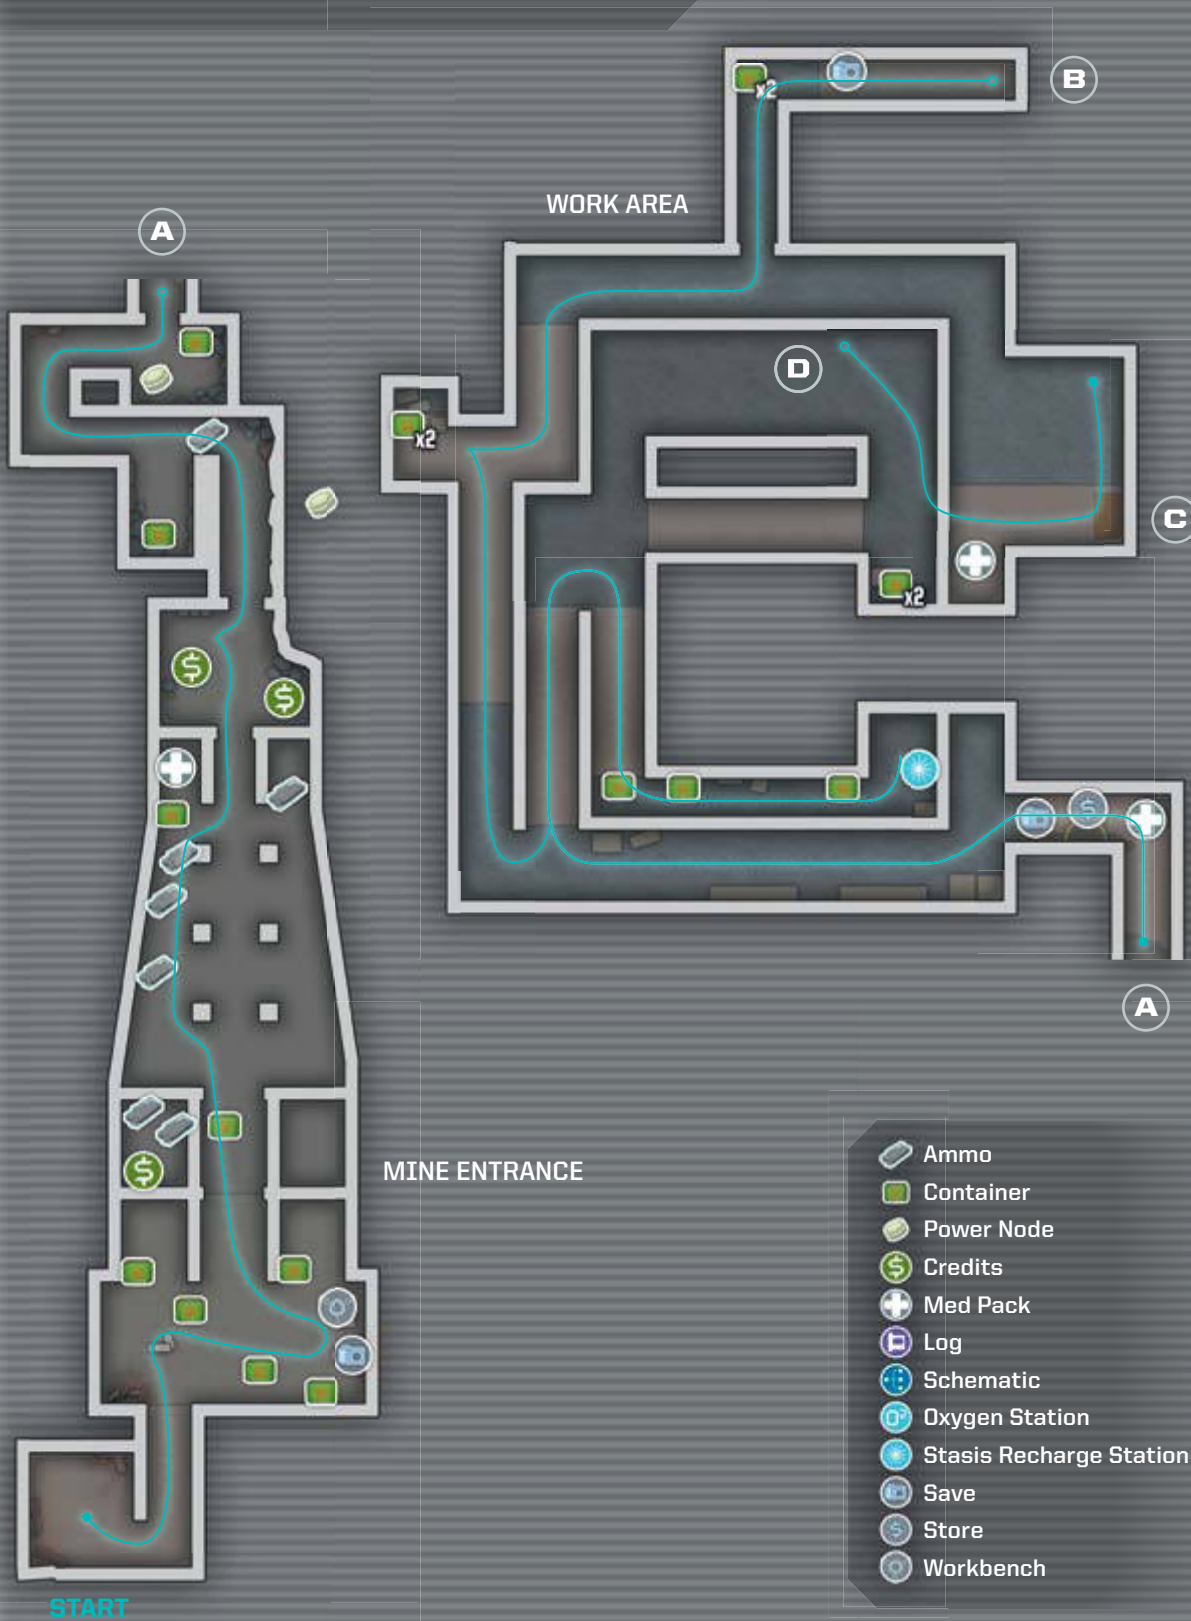 B
WORK AREA
A
D
x2
x2
C
x2
A
MINE ENTRANCE
Ammo
Container
Power Node
Credits
Med Pack
Log
Schematic
Oxygen Station
Stasis Recharge Station
Save
Store
Workbench
START